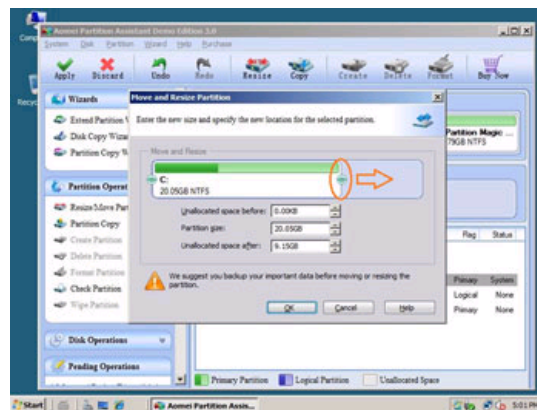 Aomei Partition Assistant Demo Edition 2.0
System Disk Partition Wizard Help Purchase
Apply Discard Undo Redo Resize Copy Create Delete Format Buy Now
Wizards
Extend Partition
Disk Copy Wiza
Partition Copy W
Partition Operat
Resize/Move Par
Partition Copy
Create Partition
Delete Partition
Format Partition
Check Partition
Wipe Partition
Disk Operations
Pending Operations
Move and Resize Partition
Enter the new size and specify the new location for the selected partition.
Move and Resize
C:
20.05GB NTFS
Unallocated space before: 0.00KB
Partition size: 20.05GB
Unallocated space after: 9.15GB
We suggest you backup your important data before moving or resizing the
partition.
OK Cancel Help
Partition Magic ...
79GB NTFS
Flag Status
Primary System
Logical None
Primary None
Primary Partition Logical Partition Unallocated Space
Start Aomei Partition Assis... 5:01 PM